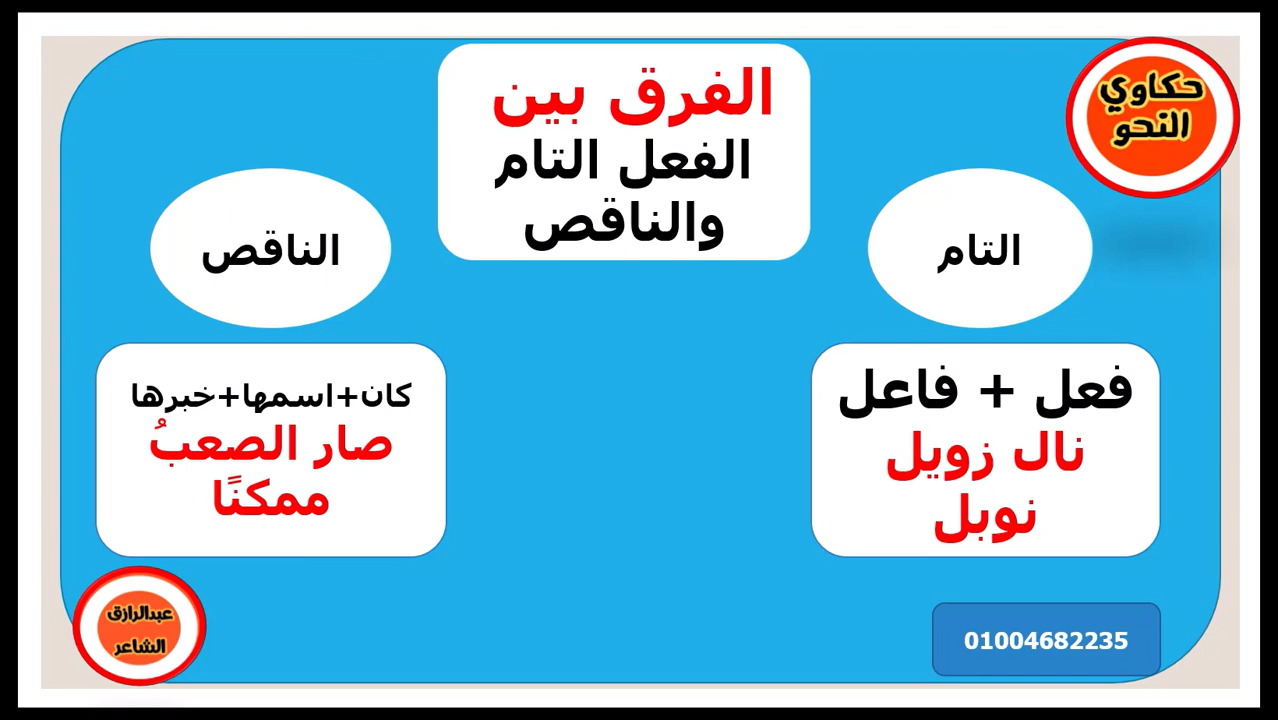 حكاوي
النحو
الفرق بين
الفعل التام
والناقص
التام
الناقص
فعل + فاعل
نال زويل
نوبل
كان+اسمها+خبرها
صار الصعبُ
ممكنًا
01004682235
عبدالرازق
الشاعر